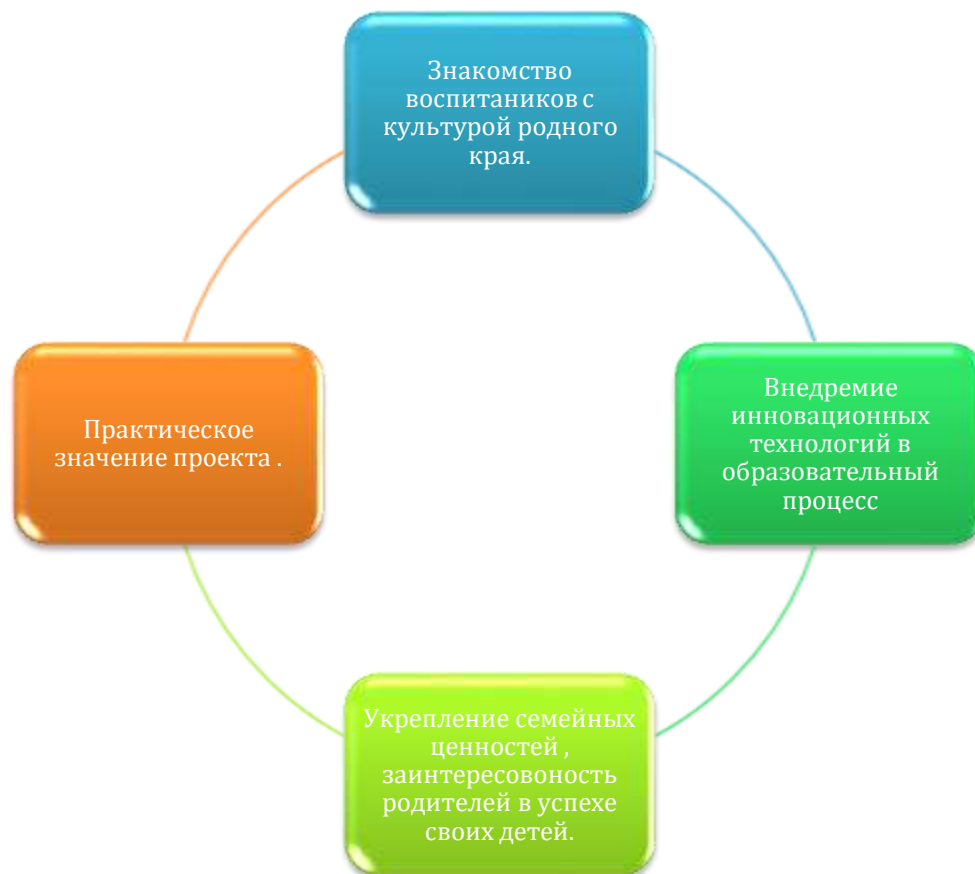 Знакомство
воспитаников с
культурой родного
края.
Внедремие
инновационных
технологий в
образовательный
процесс
Укрепление семейных
ценностей ,
заинтересовоность
родителей в успехе
своих детей.
Практическое
значение проекта .